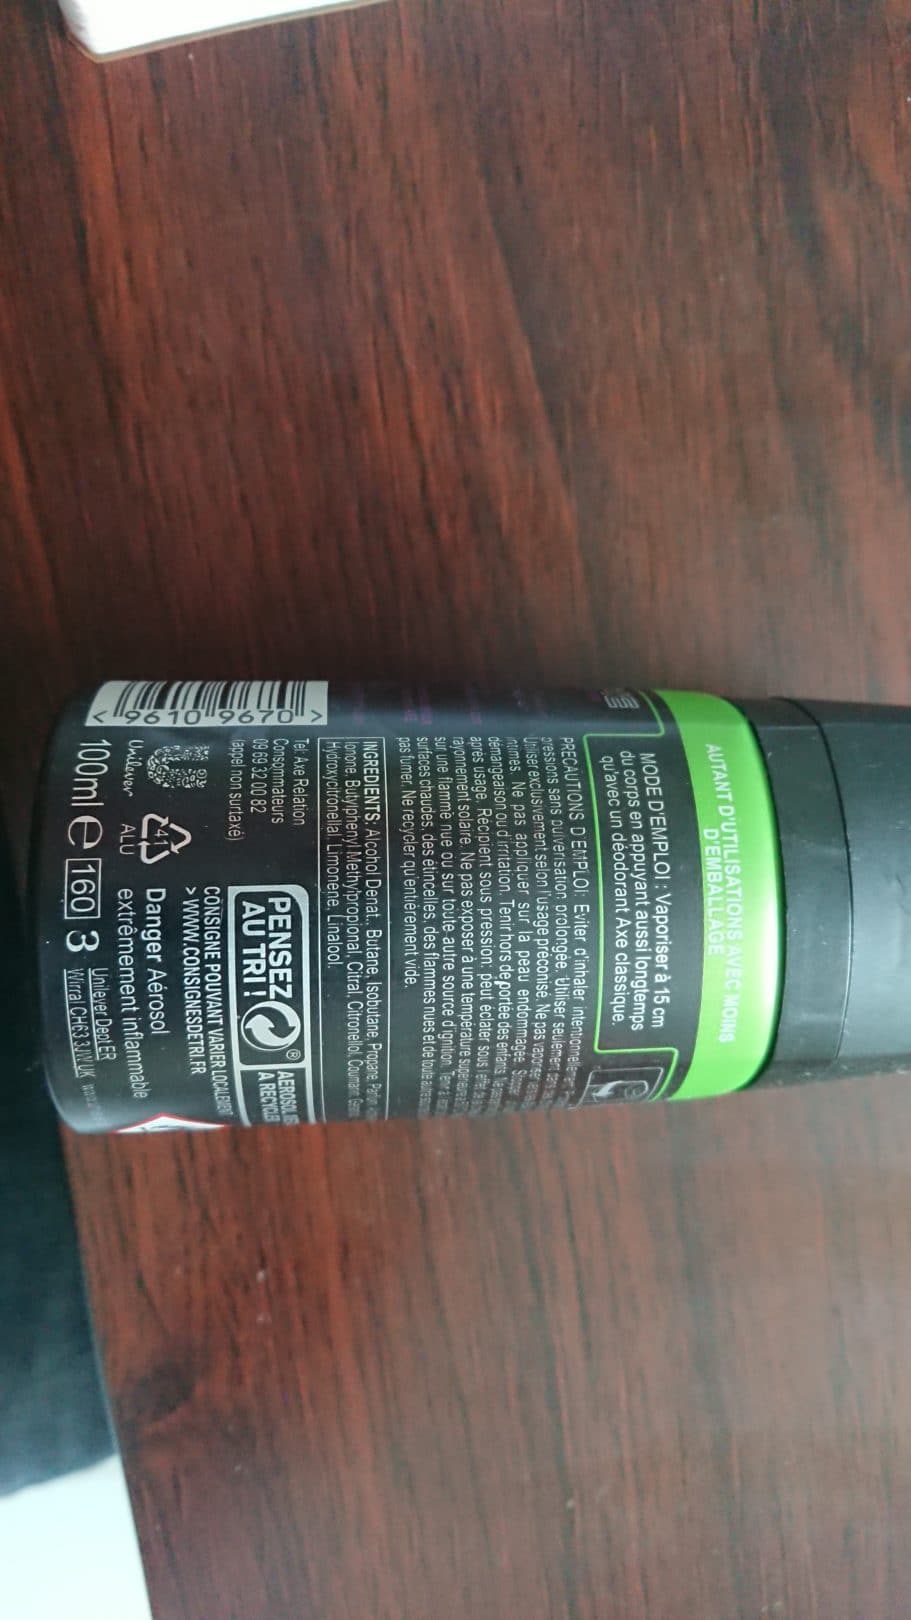 AUTANT D'UTILISATIONS AVEC MOINS
D'EMBALLAGE
MODE D'EMPLOI : Vaporiser à 15 cm
du corps en appuyant aussi longtemps
qu'avec un déodorant Axe classique.
PRECAUTIONS D'EMPLOI: Eviter d'inhaler
pressions sans pulvérisation prolongée. Utiliser seulement
Utiliser exclusivement selon l'usage préconisé. Ne pas
intimes. Ne pas appliquer sur la peau endommagée.
démangeaison ou d'irritation. Tenir hors de portée des enfants.
après usage. Récipient sous pression: peut éclater sous
rayonnement solaire. Ne pas exposer à une température
sur une flamme nue ou sur toute autre source d'ignition. Tenir à
surfaces chaudes, des étincelles, des flammes nues et de toute
pas fumer. Ne recycler qu'entièrement vide.
INGREDIENTS: Alcohol Denat., Butane, Isobutane, Propane,
Ionone, Butylphenyl Methylpropional, Citral, Citronellol, Coumarin,
Hydroxycitronellal, Limonene, Linalool.
Tel: Axe Relation
Consommateurs
09 69 32 00 82
(appel non surtaxé)
PENSEZ
AU TRI !
®
AEROSOL
A RECYCLER
CONSIGNE POUVANT VARIER LOCALEMENT
> WWW.CONSIGNESDETRI.FR
< 9610 9670 >
Unilever
41
ALU
Danger Aérosol
extrêmement inflammable
100ml e 160 3
Unilever Dept ER
Wirral CH63 3JW UK